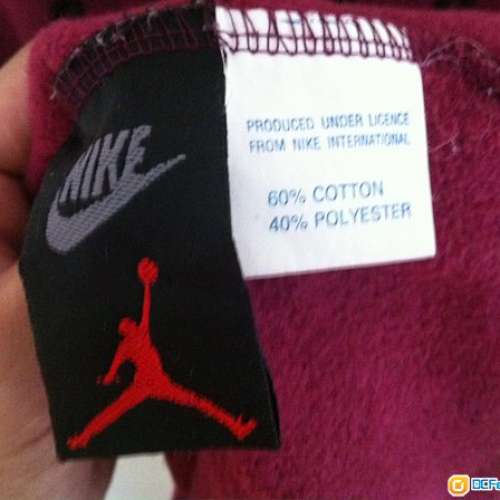 NIKE
PRODUCED UNDER LICENCE
FROM NIKE INTERNATIONAL
60% COTTON
40% POLYESTER